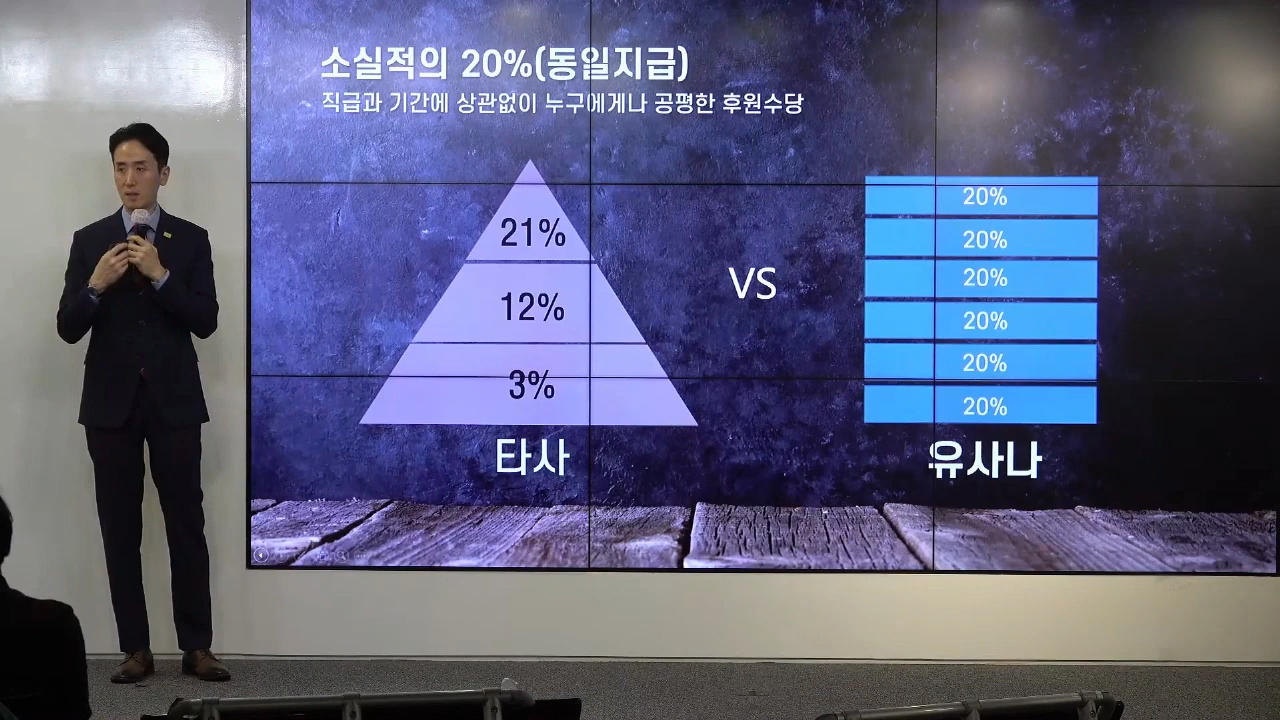 소실적의 20%(동일지급)
직급과 기간에 상관없이 누구에게나 공평한 후원수당
21%
12%
3%
타사
VS
20%
20%
20%
20%
20%
20%
유사나